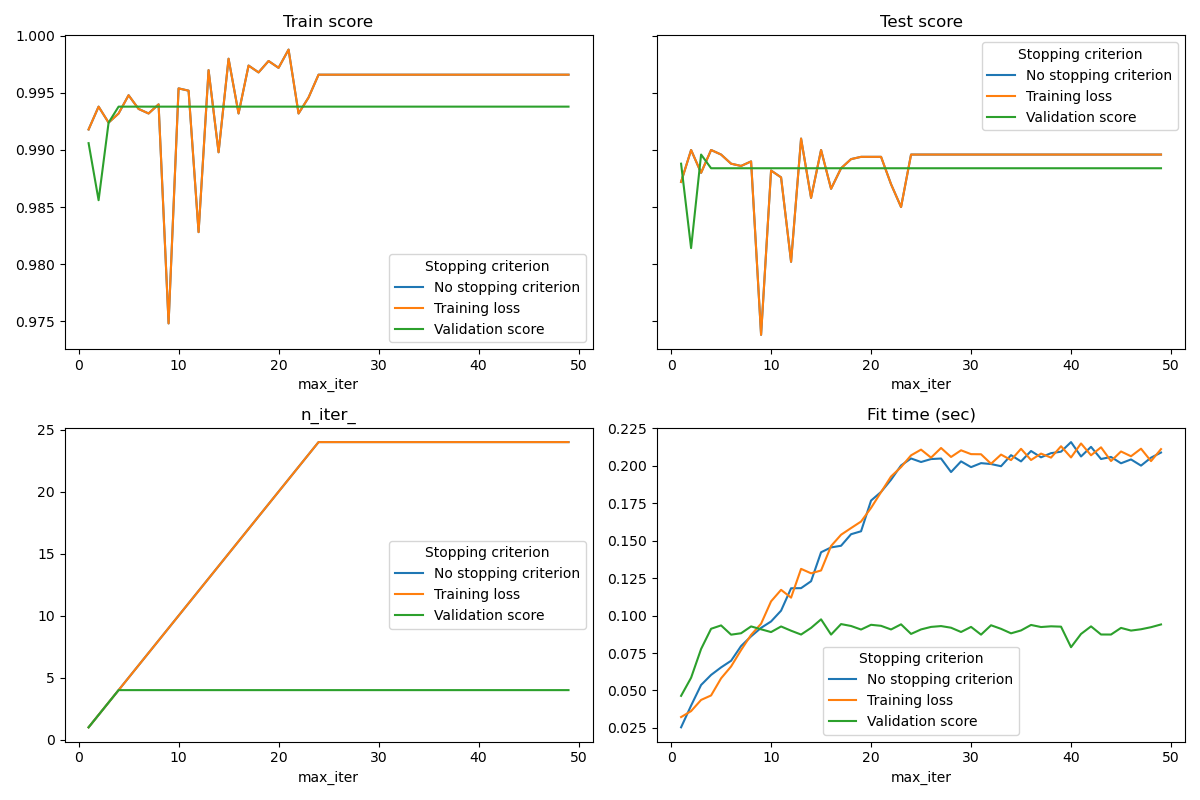 Train score
1.000
0.995
0.990
0.985
0.980
0.975
0
10
20
30
40
50
max_iter
Stopping criterion
No stopping criterion
Training loss
Validation score
Test score
0
10
20
30
40
50
max_iter
Stopping criterion
No stopping criterion
Training loss
Validation score
n_iter_
25
20
15
10
5
0
0
10
20
30
40
50
max_iter
Stopping criterion
No stopping criterion
Training loss
Validation score
Fit time (sec)
0.225
0.200
0.175
0.150
0.125
0.100
0.075
0.050
0.025
0
10
20
30
40
50
max_iter
Stopping criterion
No stopping criterion
Training loss
Validation score